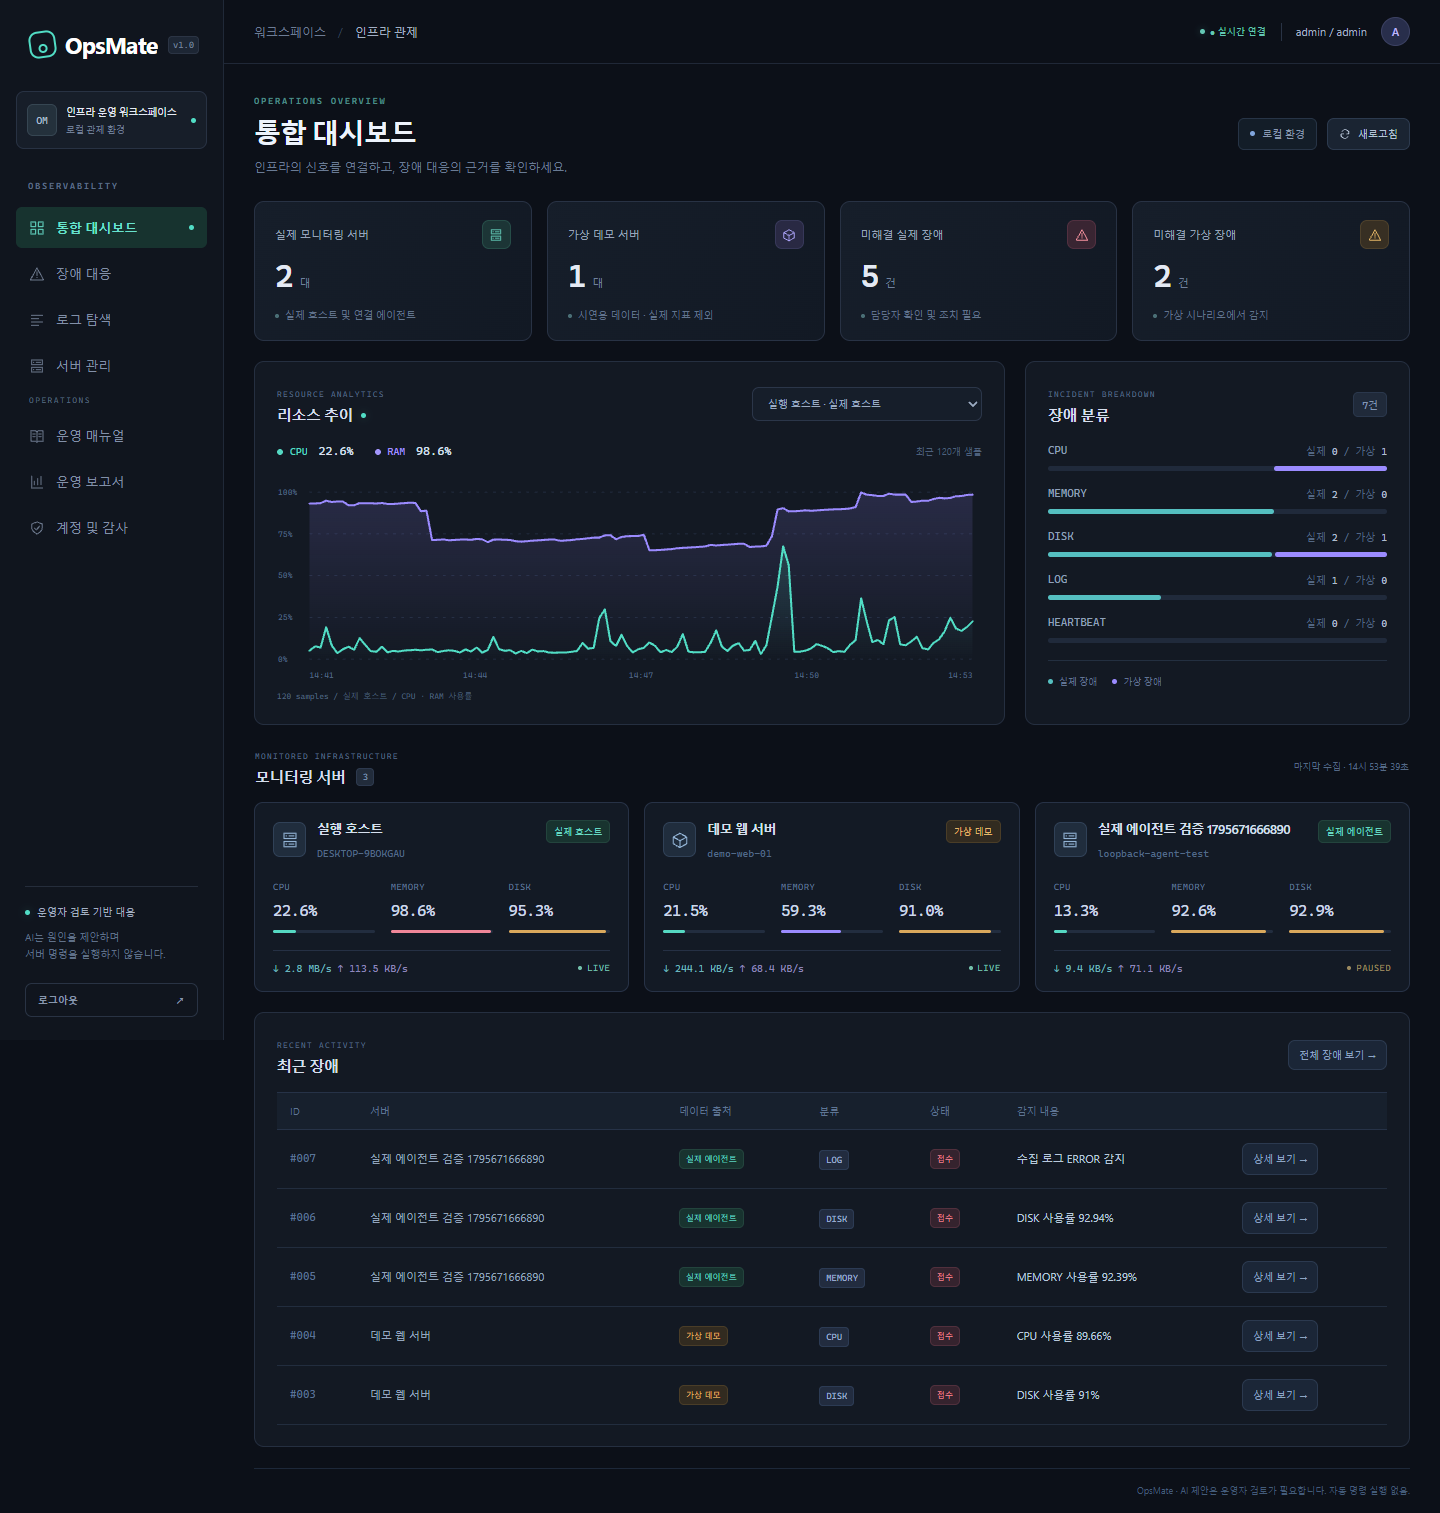 OpsMate v1.0
OM 인프라 운영 워크스페이스
로컬 관제 환경
OBSERVABILITY
통합 대시보드
장애 대응
로그 탐색
서버 관리
OPERATIONS
운영 매뉴얼
운영 보고서
계정 및 감사
운영자 검토 기반 대응
AI는 원인을 제안하며
서버 명령을 실행하지 않습니다.
로그아웃 ↗
워크스페이스 / 인프라 관제
● 실시간 연결 admin / admin A
OPERATIONS OVERVIEW
통합 대시보드
인프라의 신호를 연결하고, 장애 대응의 근거를 확인하세요.
로컬 환경 새로고침
실제 모니터링 서버
2 대
실제 호스트 및 연결 에이전트
가상 데모 서버
1 대
시연용 데이터 · 실제 지표 제외
미해결 실제 장애
5 건
담당자 확인 및 조치 필요
미해결 가상 장애
2 건
가상 시나리오에서 감지
RESOURCE ANALYTICS
리소스 추이
실행 호스트 · 실제 호스트
CPU 22.6% RAM 98.6%
최근 120개 샘플
100%
75%
50%
25%
0%
14:41 14:44 14:47 14:50 14:53
120 samples / 실제 호스트 / CPU · RAM 사용률
INCIDENT BREAKDOWN
장애 분류
7건
CPU 실제 0 / 가상 1
MEMORY 실제 2 / 가상 0
DISK 실제 2 / 가상 1
LOG 실제 1 / 가상 0
HEARTBEAT 실제 0 / 가상 0
실제 장애 가상 장애
MONITORED INFRASTRUCTURE
모니터링 서버 3
마지막 수집 · 14시 53분 39초
실행 호스트 실제 호스트
DESKTOP-9BOKGAU
CPU MEMORY DISK
22.6% 98.6% 95.3%
↓ 2.8 MB/s ↑ 113.5 KB/s LIVE
데모 웹 서버 가상 데모
demo-web-01
CPU MEMORY DISK
21.5% 59.3% 91.0%
↓ 244.1 KB/s ↑ 68.4 KB/s LIVE
실제 에이전트 검증 1795671666890 실제 에이전트
loopback-agent-test
CPU MEMORY DISK
13.3% 92.6% 92.9%
↓ 9.4 KB/s ↑ 71.1 KB/s PAUSED
RECENT ACTIVITY
최근 장애
전체 장애 보기 →
ID 서버 데이터 출처 분류 상태 감지 내용
#007 실제 에이전트 검증 1795671666890 실제 에이전트 LOG 접수 수집 로그 ERROR 감지 상세 보기 →
#006 실제 에이전트 검증 1795671666890 실제 에이전트 DISK 접수 DISK 사용률 92.94% 상세 보기 →
#005 실제 에이전트 검증 1795671666890 실제 에이전트 MEMORY 접수 MEMORY 사용률 92.39% 상세 보기 →
#004 데모 웹 서버 가상 데모 CPU 접수 CPU 사용률 89.66% 상세 보기 →
#003 데모 웹 서버 가상 데모 DISK 접수 DISK 사용률 91% 상세 보기 →
OpsMate · AI 제안은 운영자 검토가 필요합니다. 자동 명령 실행 없음.